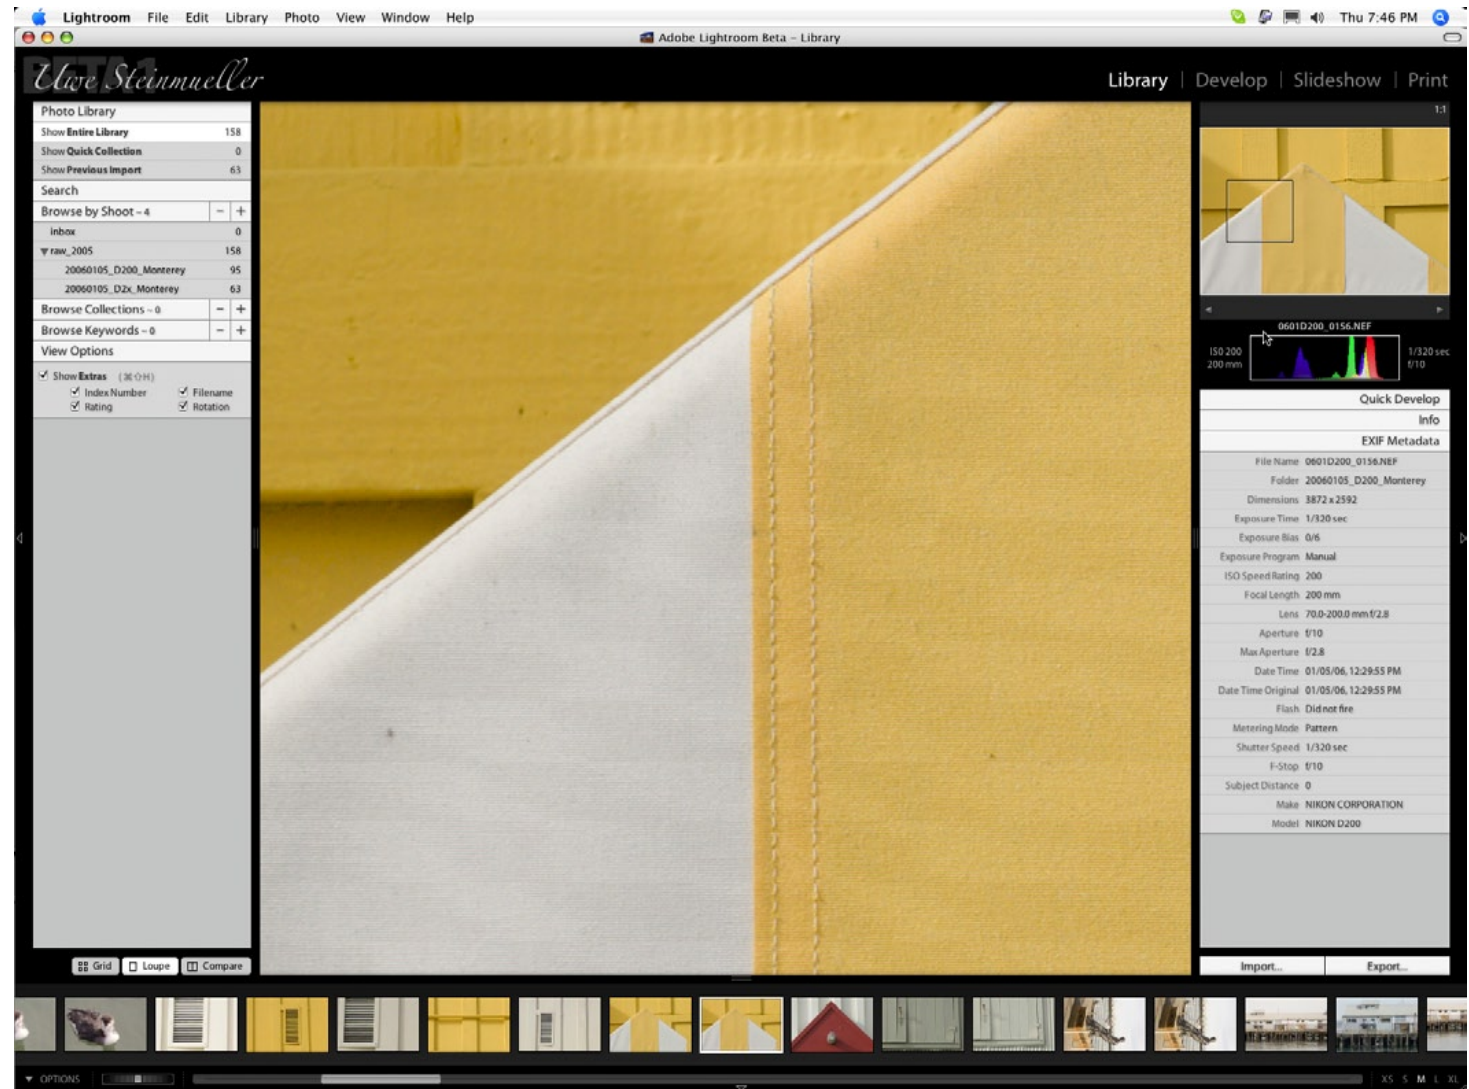 Lightroom File Edit Library Photo View Window Help Thu 7:46 PM
Adobe Lightroom Beta – Library
BETA1
Uwe Steinmueller
Library | Develop | Slideshow | Print
Photo Library
Show Entire Library 158
Show Quick Collection 0
Show Previous Import 63
Search
Browse by Shoot – 4 − +
inbox 0
raw_2005 158
20060105_D200_Monterey 95
20060105_D2x_Monterey 63
Browse Collections – 0 − +
Browse Keywords – 0 − +
View Options
Show Extras (⌘⇧H)
Index Number Filename
Rating Rotation
Grid Loupe Compare
1:1
0601D200_0156.NEF
ISO 200 1/320 sec
200 mm f/10
Quick Develop
Info
EXIF Metadata
File Name 0601D200_0156.NEF
Folder 20060105_D200_Monterey
Dimensions 3872 x 2592
Exposure Time 1/320 sec
Exposure Bias 0/6
Exposure Program Manual
ISO Speed Rating 200
Focal Length 200 mm
Lens 70.0-200.0 mm f/2.8
Aperture f/10
Max Aperture f/2.8
Date Time 01/05/06, 12:29:55 PM
Date Time Original 01/05/06, 12:29:55 PM
Flash Did not fire
Metering Mode Pattern
Shutter Speed 1/320 sec
F-Stop f/10
Subject Distance 0
Make NIKON CORPORATION
Model NIKON D200
Import... Export...
OPTIONS XS S M L XL